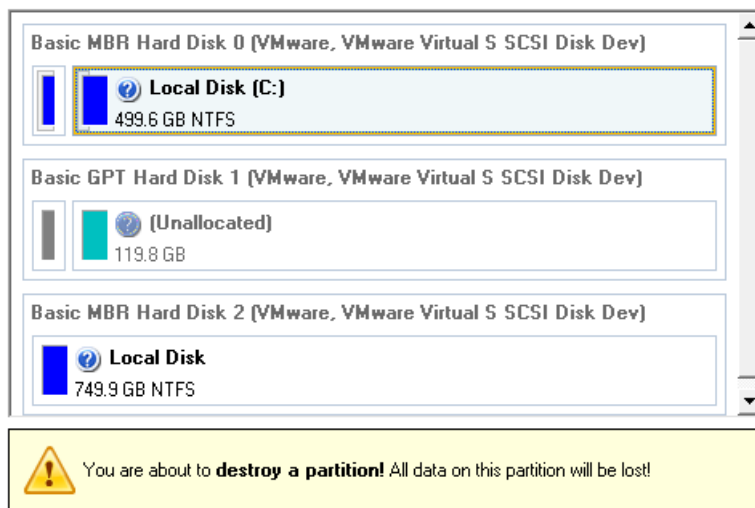 Basic MBR Hard Disk 0 (VMware, VMware Virtual S SCSI Disk Dev)
Local Disk (C:)
499.6 GB NTFS
Basic GPT Hard Disk 1 (VMware, VMware Virtual S SCSI Disk Dev)
(Unallocated)
119.8 GB
Basic MBR Hard Disk 2 (VMware, VMware Virtual S SCSI Disk Dev)
Local Disk
749.9 GB NTFS
You are about to destroy a partition! All data on this partition will be lost!